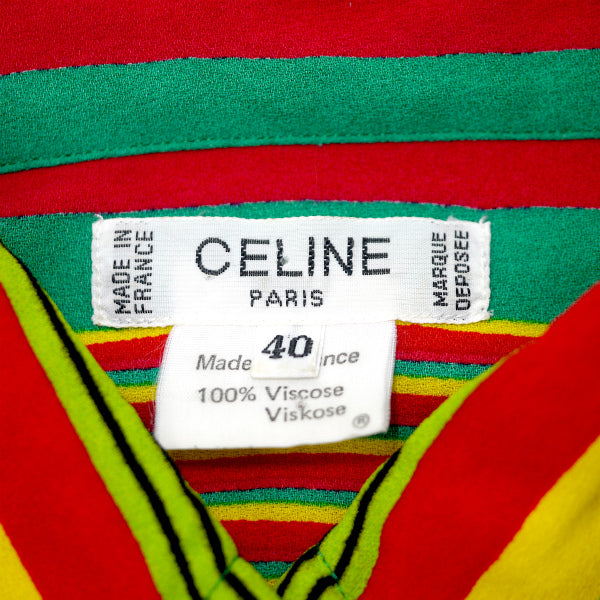 MADE IN
FRANCE
CELINE
PARIS
MARQUE
DEPOSEE
40
Made nce
100% Viscose
Viskose
®